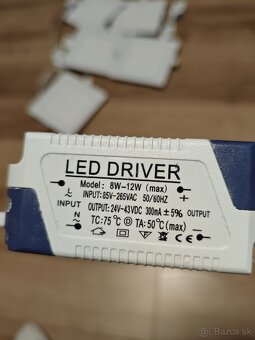 LED DRIVER
Model: 8W-12W (max)
L
INPUT
N
INPUT: 85V-265VAC 50/60HZ
OUTPUT: 24V-43VDC 300mA ± 5%
TC: 75℃ D TA: 50℃ (max)
+
OUTPUT
−
F CE
© bazos.sk